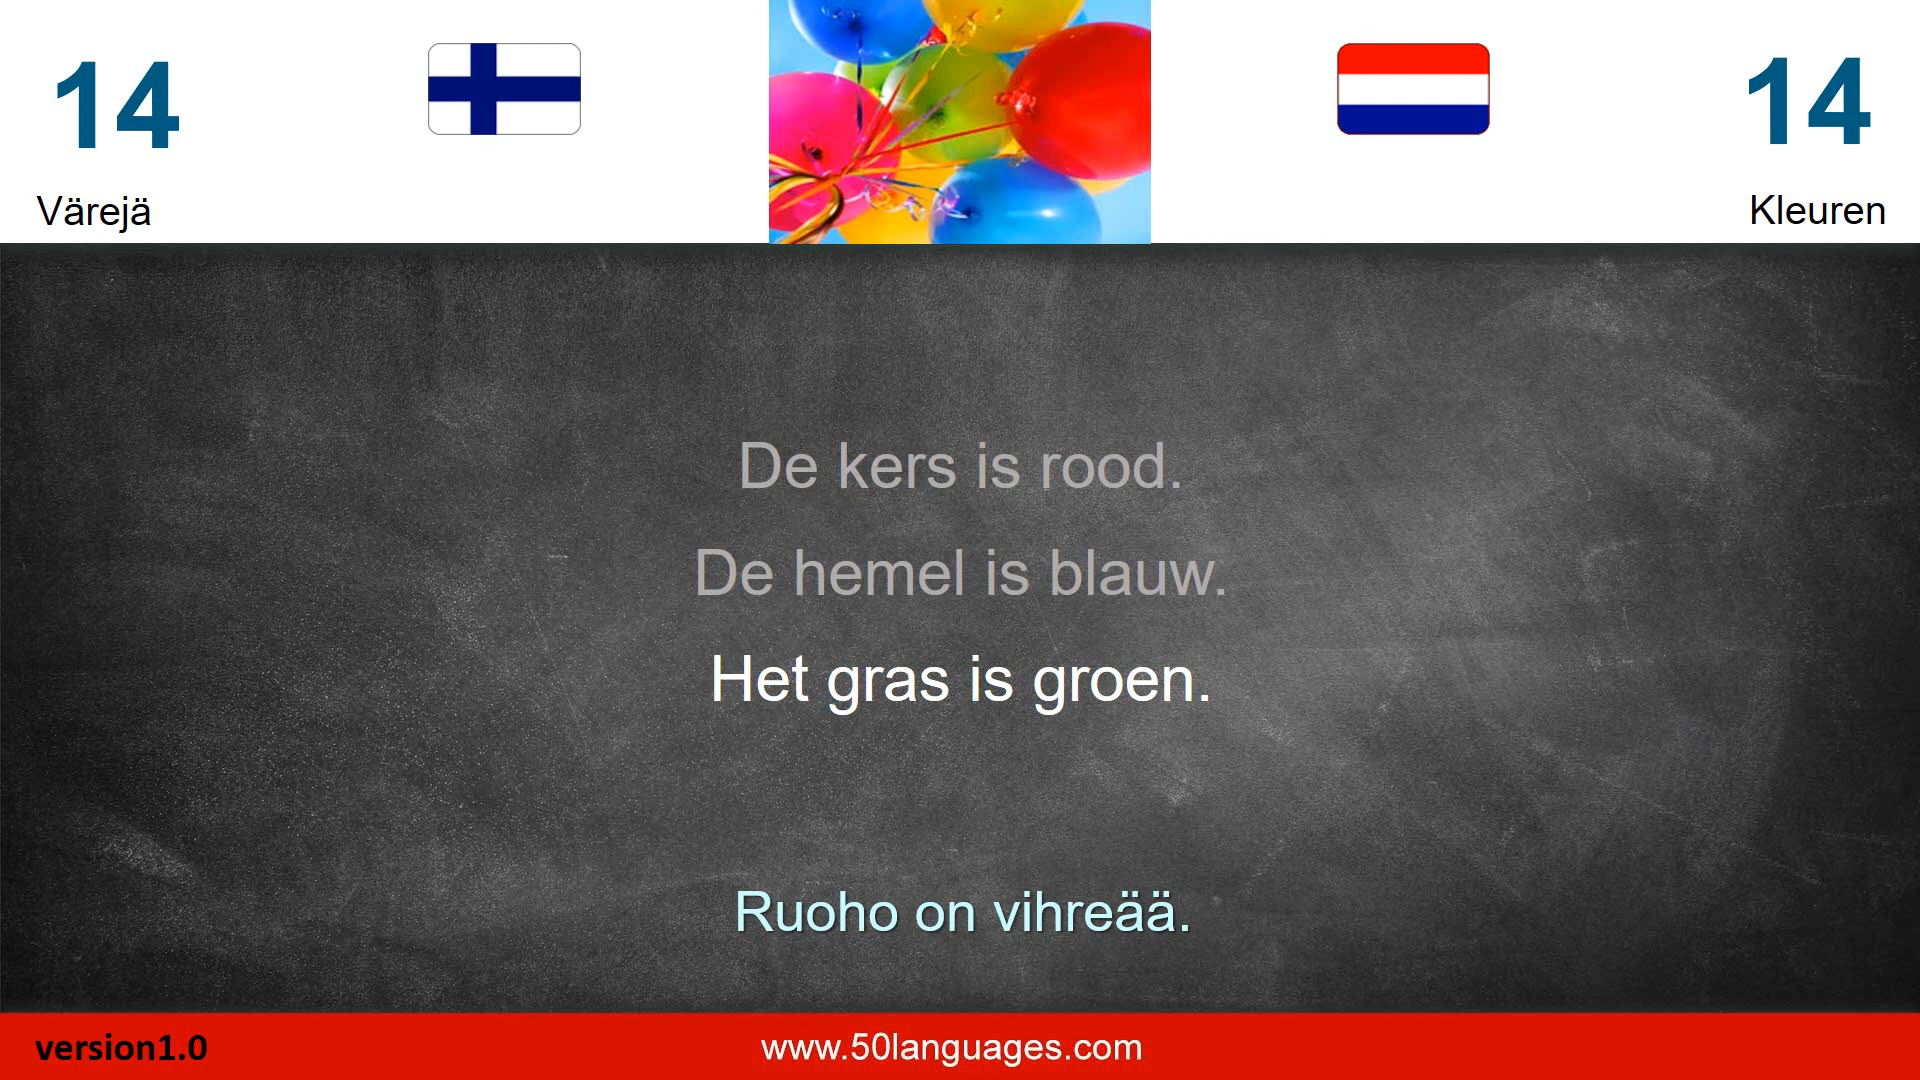 14
14
Värejä
Kleuren
De kers is rood.
De hemel is blauw.
Het gras is groen.
Ruoho on vihreää.
version1.0
www.50languages.com